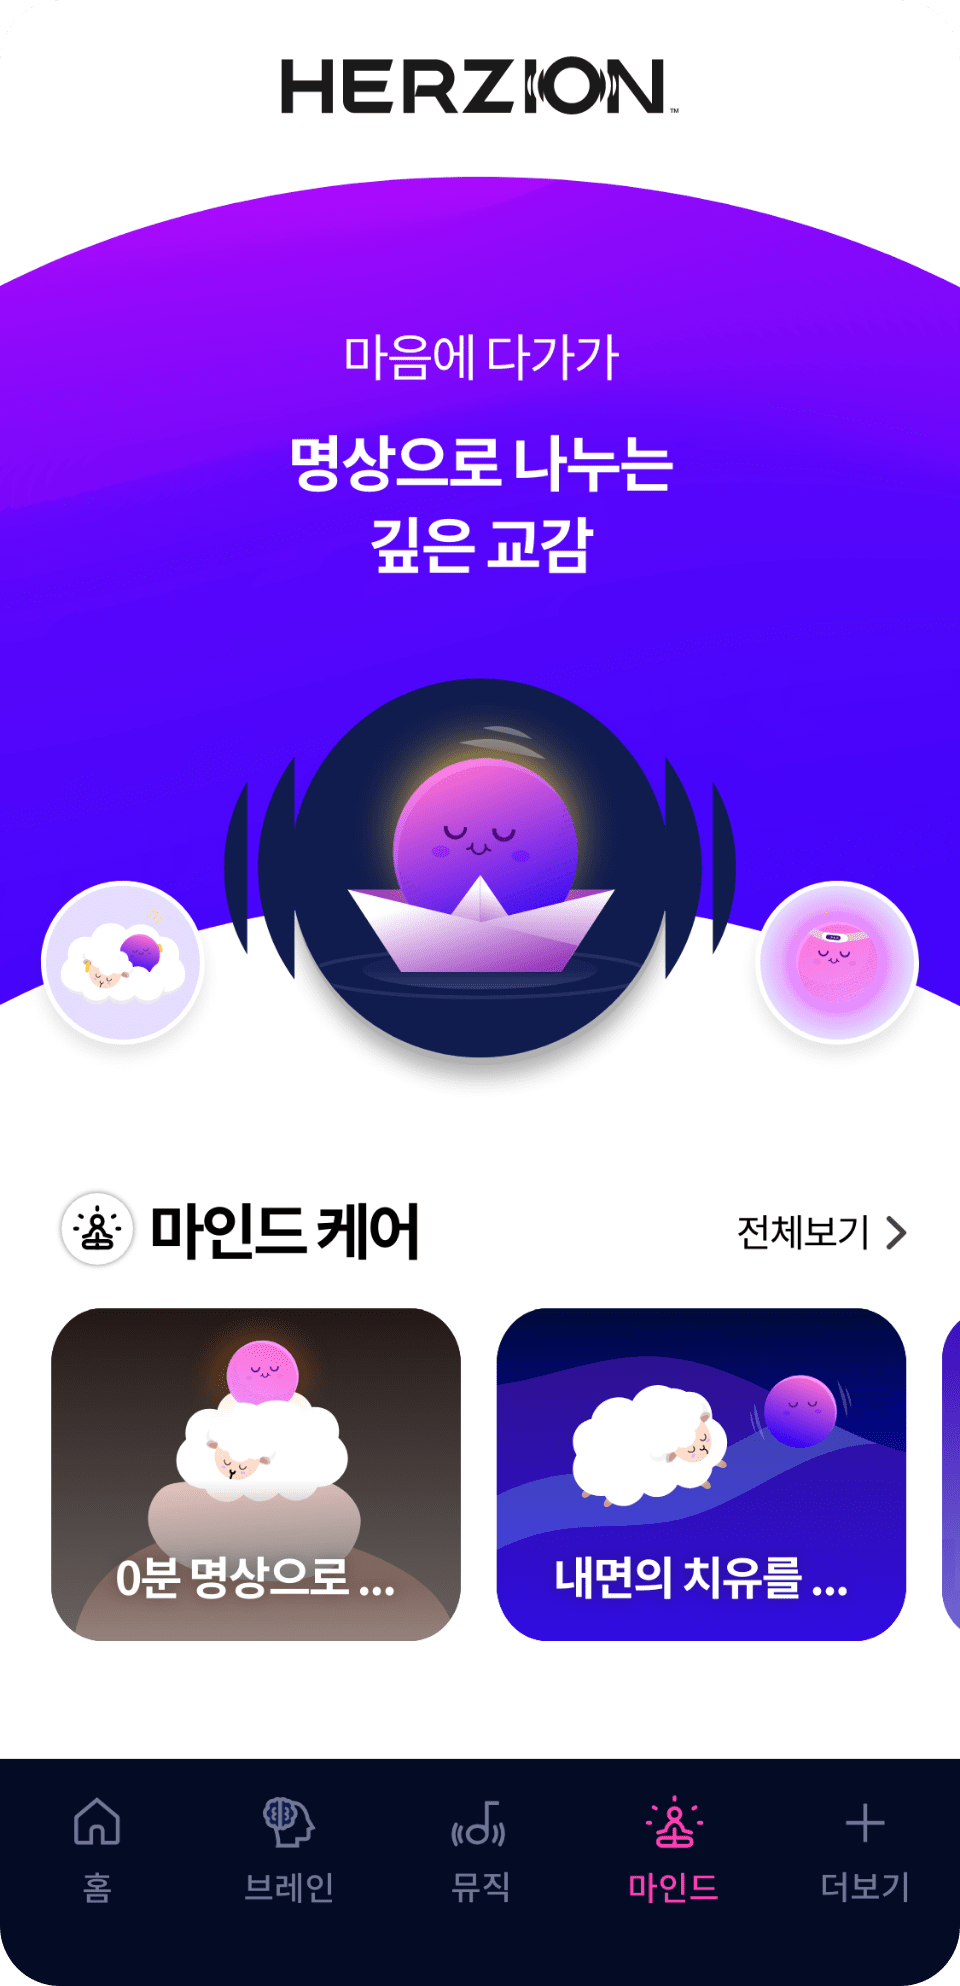 HERZION™
마음에 다가가
명상으로 나누는
깊은 교감
마인드 케어
전체보기
0분 명상으로 ...
내면의 치유를 ...
홈
브레인
뮤직
마인드
더보기